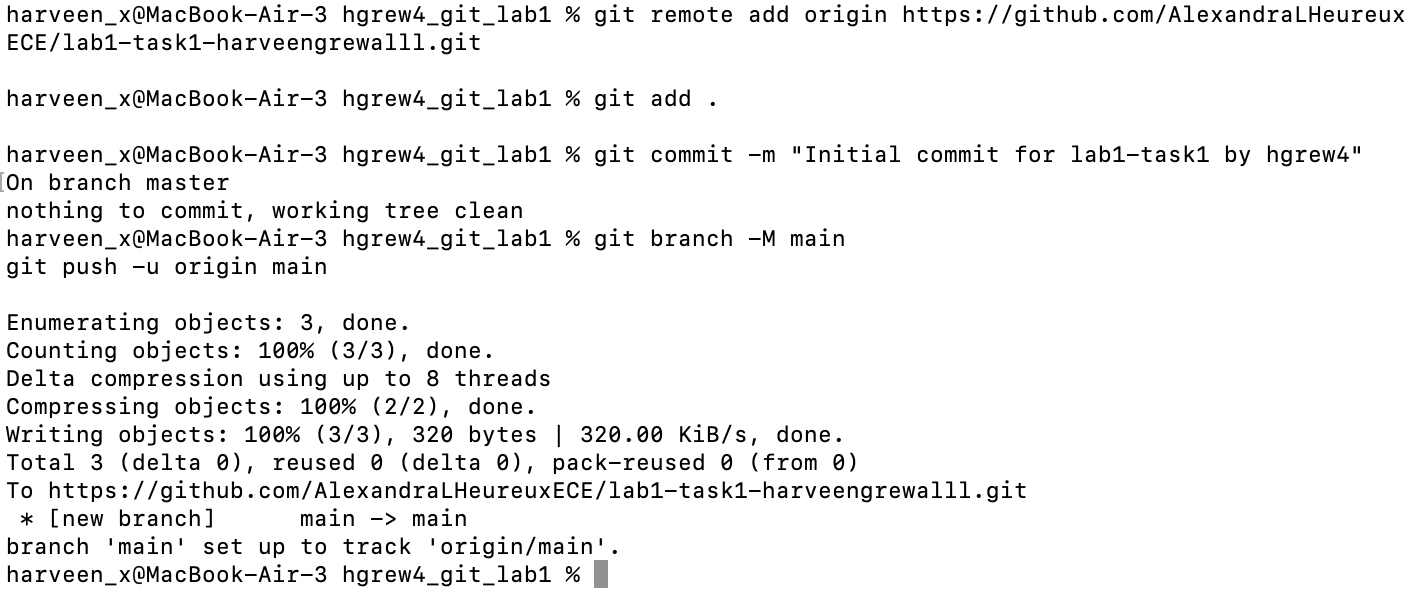 harveen_x@MacBook-Air-3 hgrew4_git_lab1 % git remote add origin https://github.com/AlexandraLHeureux
ECE/lab1-task1-harveengrewalll.git
harveen_x@MacBook-Air-3 hgrew4_git_lab1 % git add .
harveen_x@MacBook-Air-3 hgrew4_git_lab1 % git commit -m "Initial commit for lab1-task1 by hgrew4"
[On branch master
nothing to commit, working tree clean
harveen_x@MacBook-Air-3 hgrew4_git_lab1 % git branch -M main
git push -u origin main
Enumerating objects: 3, done.
Counting objects: 100% (3/3), done.
Delta compression using up to 8 threads
Compressing objects: 100% (2/2), done.
Writing objects: 100% (3/3), 320 bytes | 320.00 KiB/s, done.
Total 3 (delta 0), reused 0 (delta 0), pack-reused 0 (from 0)
To https://github.com/AlexandraLHeureuxECE/lab1-task1-harveengrewalll.git
 * [new branch]      main -> main
branch 'main' set up to track 'origin/main'.
harveen_x@MacBook-Air-3 hgrew4_git_lab1 %